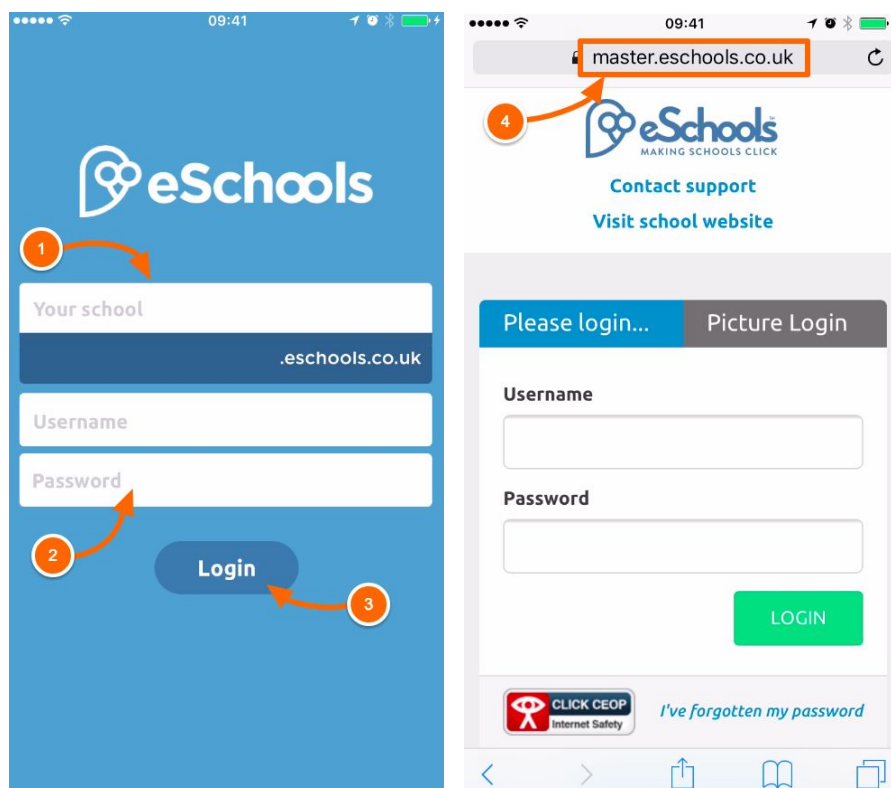 09:41
eSchools
1
Your school
.eschools.co.uk
Username
Password
2
Login
3
09:41
master.eschools.co.uk
4
eSchools
MAKING SCHOOLS CLICK
Contact support
Visit school website
Please login... Picture Login
Username
Password
LOGIN
CLICK CEOP
Internet Safety
I've forgotten my password